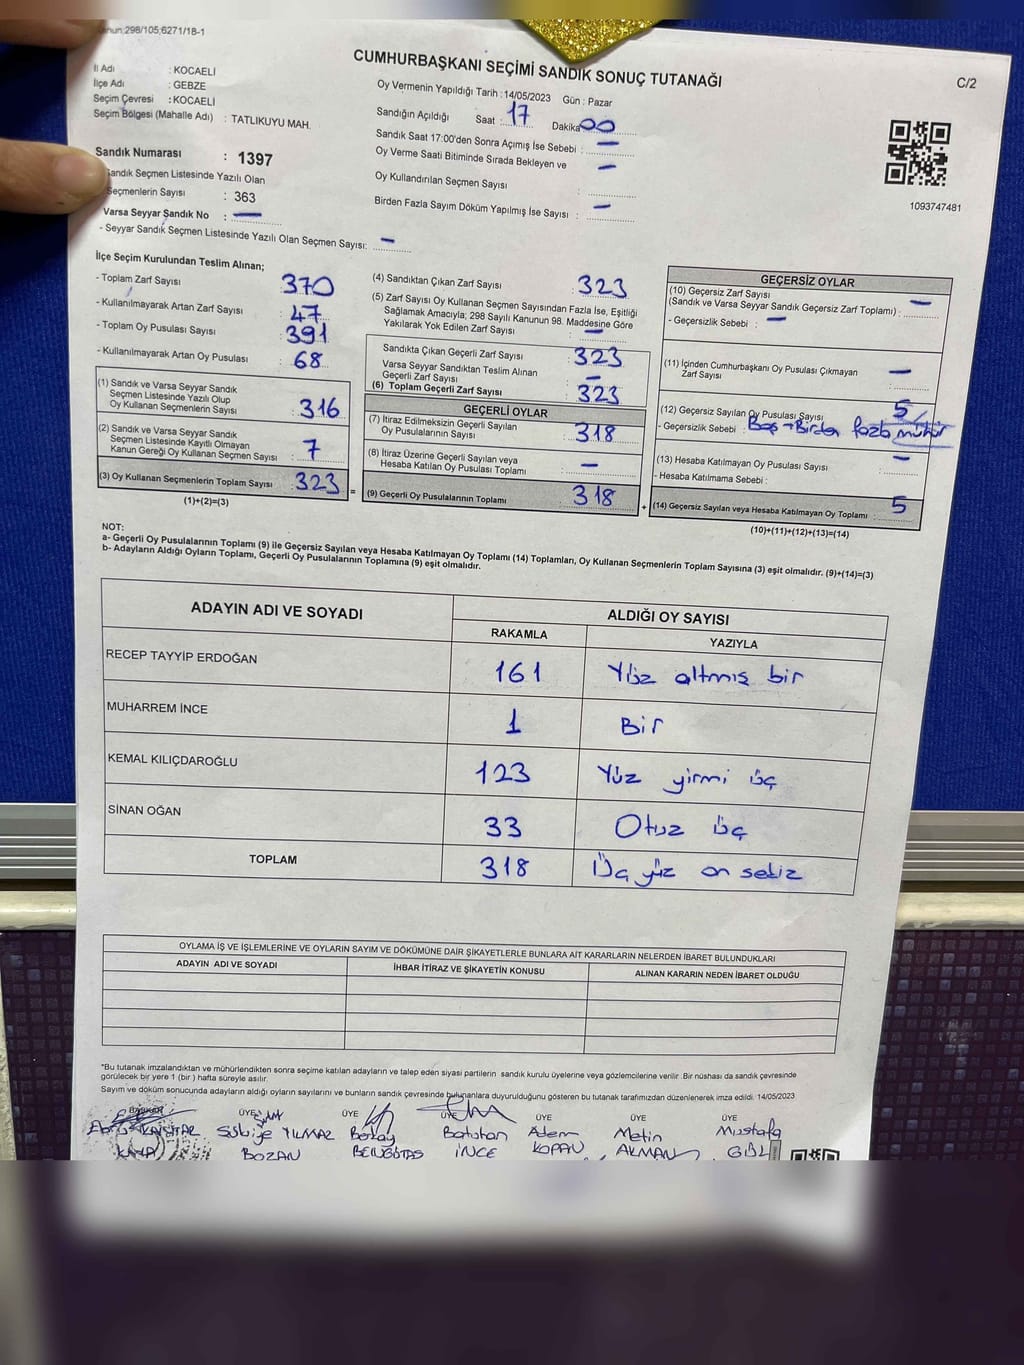 Kanun:298/105;6271/18-1
CUMHURBAŞKANI SEÇİMİ SANDIK SONUÇ TUTANAĞI
C/2
İl Adı : KOCAELİ
İlçe Adı : GEBZE
Seçim Çevresi : KOCAELİ
Seçim Bölgesi (Mahalle Adı) : TATLIKUYU MAH.
Sandık Numarası : 1397
Sandık Seçmen Listesinde Yazılı Olan
Seçmenlerin Sayısı : 363
Varsa Seyyar Sandık No : —
- Seyyar Sandık Seçmen Listesinde Yazılı Olan Seçmen Sayısı: —
Oy Vermenin Yapıldığı Tarih : 14/05/2023 Gün : Pazar
Sandığın Açıldığı Saat : 17 Dakika 00
Sandık Saat 17:00'den Sonra Açımış İse Sebebi : —
Oy Verme Saati Bitiminde Sırada Bekleyen ve —
Oy Kullandırılan Seçmen Sayısı :
Birden Fazla Sayım Döküm Yapılmış İse Sayısı : —
1093747481
İlçe Seçim Kurulundan Teslim Alınan;
- Toplam Zarf Sayısı : 370
- Kullanılmayarak Artan Zarf Sayısı : 47
- Toplam Oy Pusulası Sayısı : 391
- Kullanılmayarak Artan Oy Pusulası : 68
(1) Sandık ve Varsa Seyyar Sandık
Seçmen Listesinde Yazılı Olup
Oy Kullanan Seçmenlerin Sayısı : 316
(2) Sandık ve Varsa Seyyar Sandık
Seçmen Listesinde Kayıtlı Olmayan
Kanun Gereği Oy Kullanan Seçmen Sayısı : 7
(3) Oy Kullanan Seçmenlerin Toplam Sayısı : 323 =
(1)+(2)=(3)
(4) Sandıktan Çıkan Zarf Sayısı : 323
(5) Zarf Sayısı Oy Kullanan Seçmen Sayısından Fazla İse, Eşitliği
Sağlamak Amacıyla; 298 Sayılı Kanunun 98. Maddesine Göre
Yakılarak Yok Edilen Zarf Sayısı : —
Sandıkta Çıkan Geçerli Zarf Sayısı : 323
Varsa Seyyar Sandıktan Teslim Alınan
Geçerli Zarf Sayısı : —
(6) Toplam Geçerli Zarf Sayısı : 323
GEÇERLİ OYLAR
(7) İtiraz Edilmeksizin Geçerli Sayılan
Oy Pusulalarının Sayısı : 318
(8) İtiraz Üzerine Geçerli Sayılan veya
Hesaba Katılan Oy Pusulası Toplamı : —
(9) Geçerli Oy Pusulalarının Toplamı : 318 +
GEÇERSİZ OYLAR
(10) Geçersiz Zarf Sayısı
(Sandık ve Varsa Seyyar Sandık Geçersiz Zarf Toplamı) : —
- Geçersizlik Sebebi : —
(11) İçinden Cumhurbaşkanı Oy Pusulası Çıkmayan
Zarf Sayısı : —
(12) Geçersiz Sayılan Oy Pusulası Sayısı : 5
- Geçersizlik Sebebi : Boş + Birden fazla mühür
(13) Hesaba Katılmayan Oy Pusulası Sayısı : —
- Hesaba Katılmama Sebebi :
(14) Geçersiz Sayılan veya Hesaba Katılmayan Oy Toplamı : 5
(10)+(11)+(12)+(13)=(14)
NOT:
a- Geçerli Oy Pusulalarının Toplamı (9) ile Geçersiz Sayılan veya Hesaba Katılmayan Oy Toplamı (14) Toplamları, Oy Kullanan Seçmenlerin Toplam Sayısına (3) eşit olmalıdır. (9)+(14)=(3)
b- Adayların Aldığı Oyların Toplamı, Geçerli Oy Pusulalarının Toplamına (9) eşit olmalıdır.
ADAYIN ADI VE SOYADI ALDIĞI OY SAYISI
RAKAMLA YAZIYLA
RECEP TAYYİP ERDOĞAN 161 Yüz altmış bir
MUHARREM İNCE 1 Bir
KEMAL KILIÇDAROĞLU 123 Yüz yirmi üç
SİNAN OĞAN 33 Otuz üç
TOPLAM 318 Üç yüz on sekiz
OYLAMA İŞ VE İŞLEMLERİNE VE OYLARIN SAYIM VE DÖKÜMÜNE DAİR ŞİKAYETLERLE BUNLARA AİT KARARLARIN NELERDEN İBARET BULUNDUKLARI
ADAYIN ADI VE SOYADI İHBAR İTİRAZ VE ŞİKAYETİN KONUSU ALINAN KARARIN NEDEN İBARET OLDUĞU
*Bu tutanak imzalandıktan ve mühürlendikten sonra seçime katılan adayların ve talep eden siyasi partilerin sandık kurulu üyelerine veya gözlemcilerine verilir. Bir nüshası da sandık çevresinde
görülecek bir yere 1 (bir ) hafta süreyle asılır.
Sayım ve döküm sonucunda adayların aldığı oyların sayılarını ve bunların sandık çevresinde bulunanlara duyurulduğunu gösteren bu tutanak tarafımızdan düzenlenerek imza edildi. 14/05/2023
BAŞKAN ÜYE ÜYE ÜYE ÜYE ÜYE ÜYE
YILMAZ Batuhan Adem Metin Mustafa
KAYA BOZAN İNCE KOPAN AKMAN GÜL